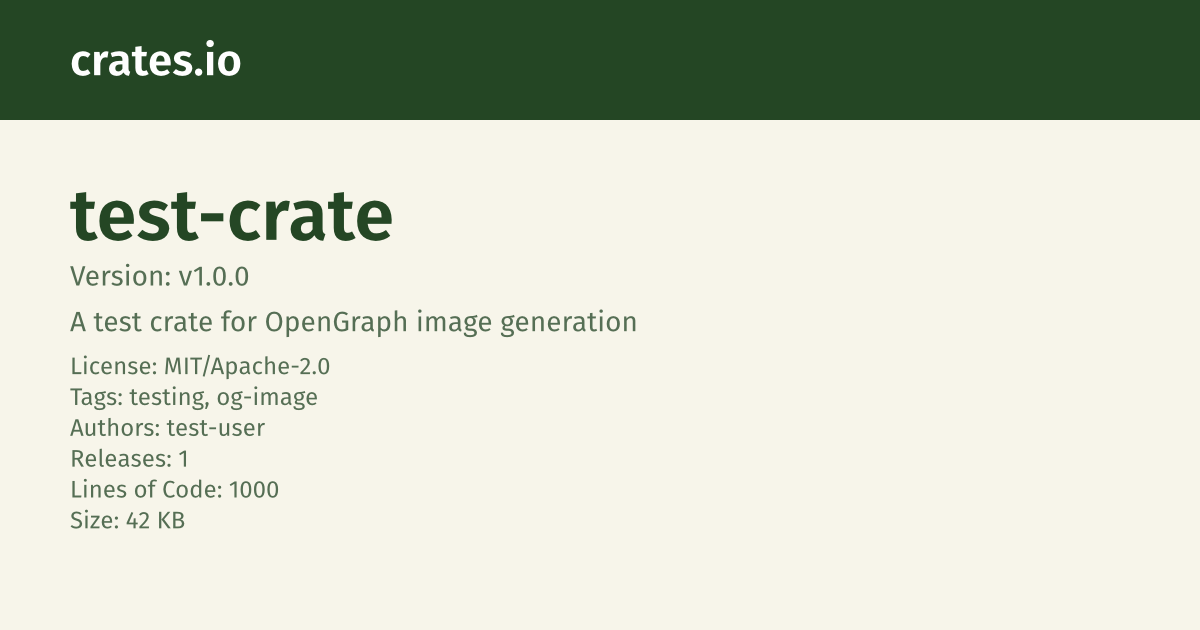 crates.io
test-crate
Version: v1.0.0
A test crate for OpenGraph image generation
License: MIT/Apache-2.0
Tags: testing, og-image
Authors: test-user
Releases: 1
Lines of Code: 1000
Size: 42 KB